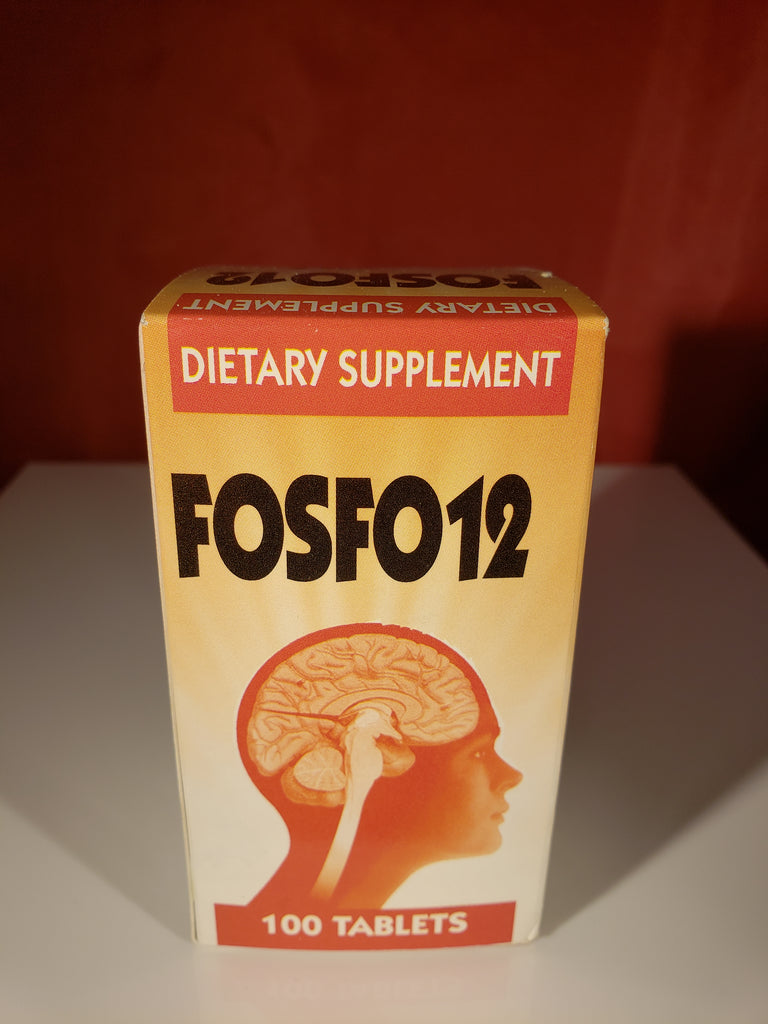 FOSFO12
DIETARY SUPPLEMENT
DIETARY SUPPLEMENT
FOSFO12
100 TABLETS